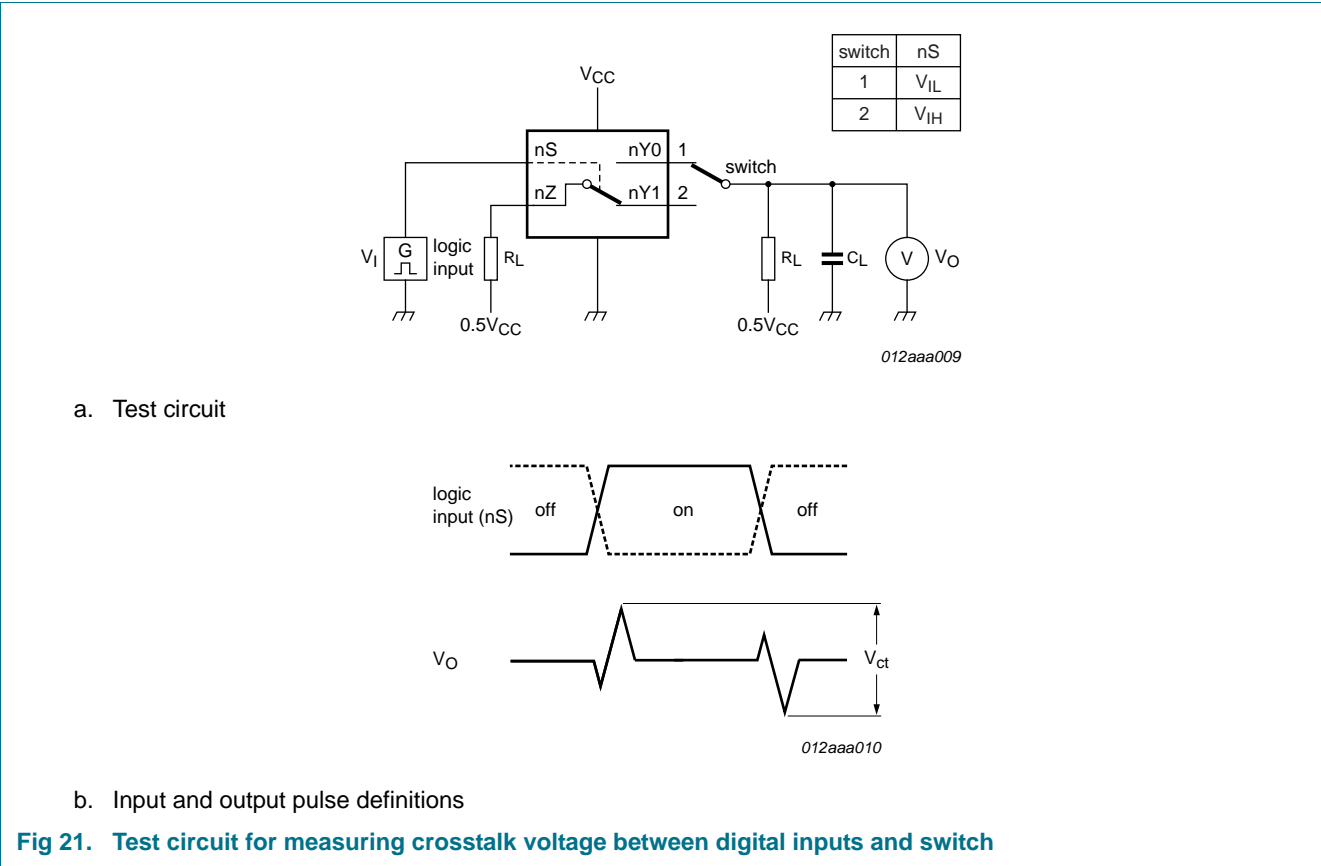 switch nS
1 VIL
2 VIH
VCC
nS nY0 1
switch
nZ nY1 2
VI G logic input
RL
RL
CL
V VO
0.5VCC
0.5VCC
012aaa009
a. Test circuit
logic
input (nS)
off on off
VO
Vct
012aaa010
b. Input and output pulse definitions
Fig 21. Test circuit for measuring crosstalk voltage between digital inputs and switch